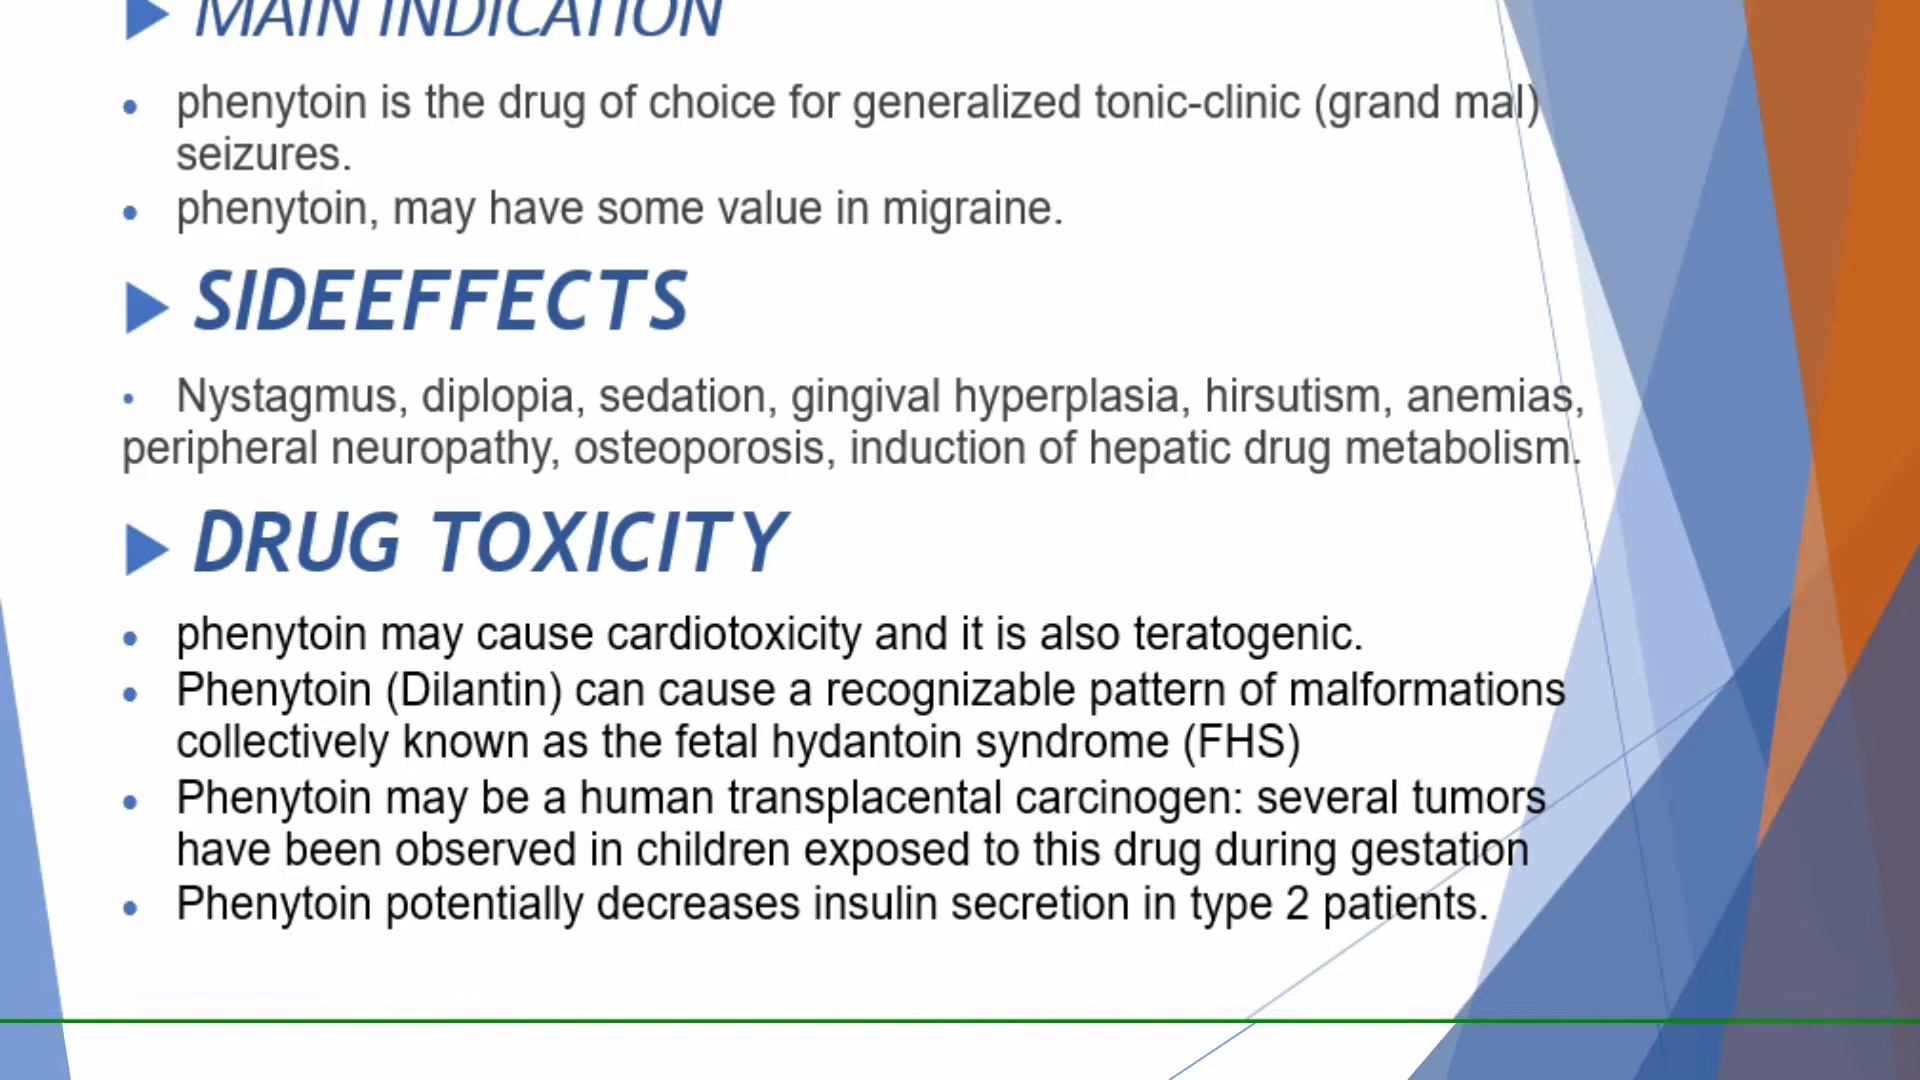 MAIN INDICATION
phenytoin is the drug of choice for generalized tonic-clinic (grand mal)
seizures.
phenytoin, may have some value in migraine.
SIDEEFFECTS
Nystagmus, diplopia, sedation, gingival hyperplasia, hirsutism, anemias,
peripheral neuropathy, osteoporosis, induction of hepatic drug metabolism.
DRUG TOXICITY
phenytoin may cause cardiotoxicity and it is also teratogenic.
Phenytoin (Dilantin) can cause a recognizable pattern of malformations
collectively known as the fetal hydantoin syndrome (FHS)
Phenytoin may be a human transplacental carcinogen: several tumors
have been observed in children exposed to this drug during gestation
Phenytoin potentially decreases insulin secretion in type 2 patients.